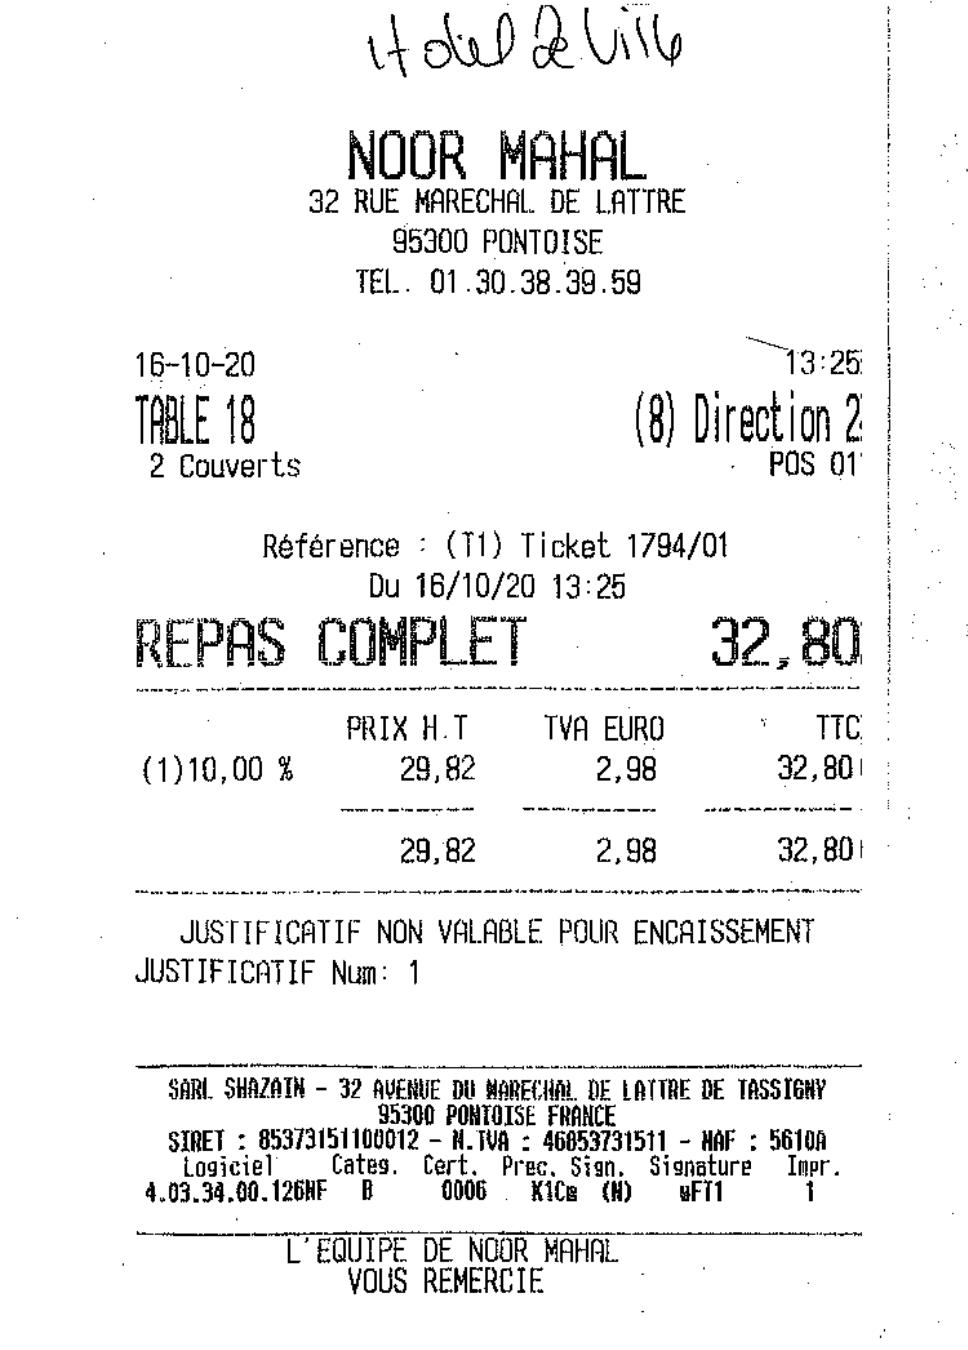 Hotel de Ville
NOOR MAHAL
32 RUE MARECHAL DE LATTRE
95300 PONTOISE
TEL. 01.30.38.39.59
16-10-20 13:25
TABLE 18 (8) Direction 2
2 Couverts POS 01
Référence : (T1) Ticket 1794/01
Du 16/10/20 13:25
REPAS COMPLET 32,80
PRIX H.T TVA EURO TTC
(1)10,00 % 29,82 2,98 32,80
29,82 2,98 32,80
JUSTIFICATIF NON VALABLE POUR ENCAISSEMENT
JUSTIFICATIF Num: 1
SARL SHAZAIN - 32 AVENUE DU MARECHAL DE LATTRE DE TASSIGNY
95300 PONTOISE FRANCE
SIRET : 85373151100012 - N.TVA : 46853731511 - NAF : 5610A
Logiciel Categ. Cert. Prec. Sign. Signature Impr.
4.03.34.00.126NF B 0006 (N) 1
L'EQUIPE DE NOOR MAHAL
VOUS REMERCIE